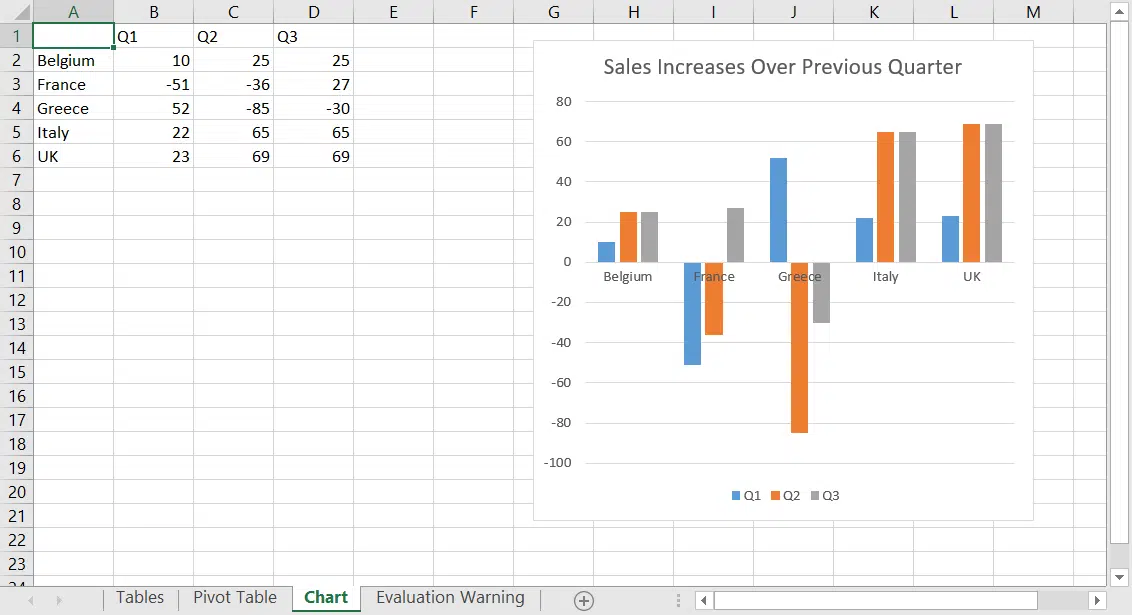 A B C D E F G H I J K L M
1 Q1 Q2 Q3
2 Belgium 10 25 25
3 France -51 -36 27
4 Greece 52 -85 -30
5 Italy 22 65 65
6 UK 23 69 69
7
8
9
10
11
12
13
14
15
16
17
18
19
20
21
22
23
24
Sales Increases Over Previous Quarter
80
60
40
20
0
Belgium France Greece Italy UK
-20
-40
-60
-80
-100
Q1 Q2 Q3
Tables Pivot Table Chart Evaluation Warning